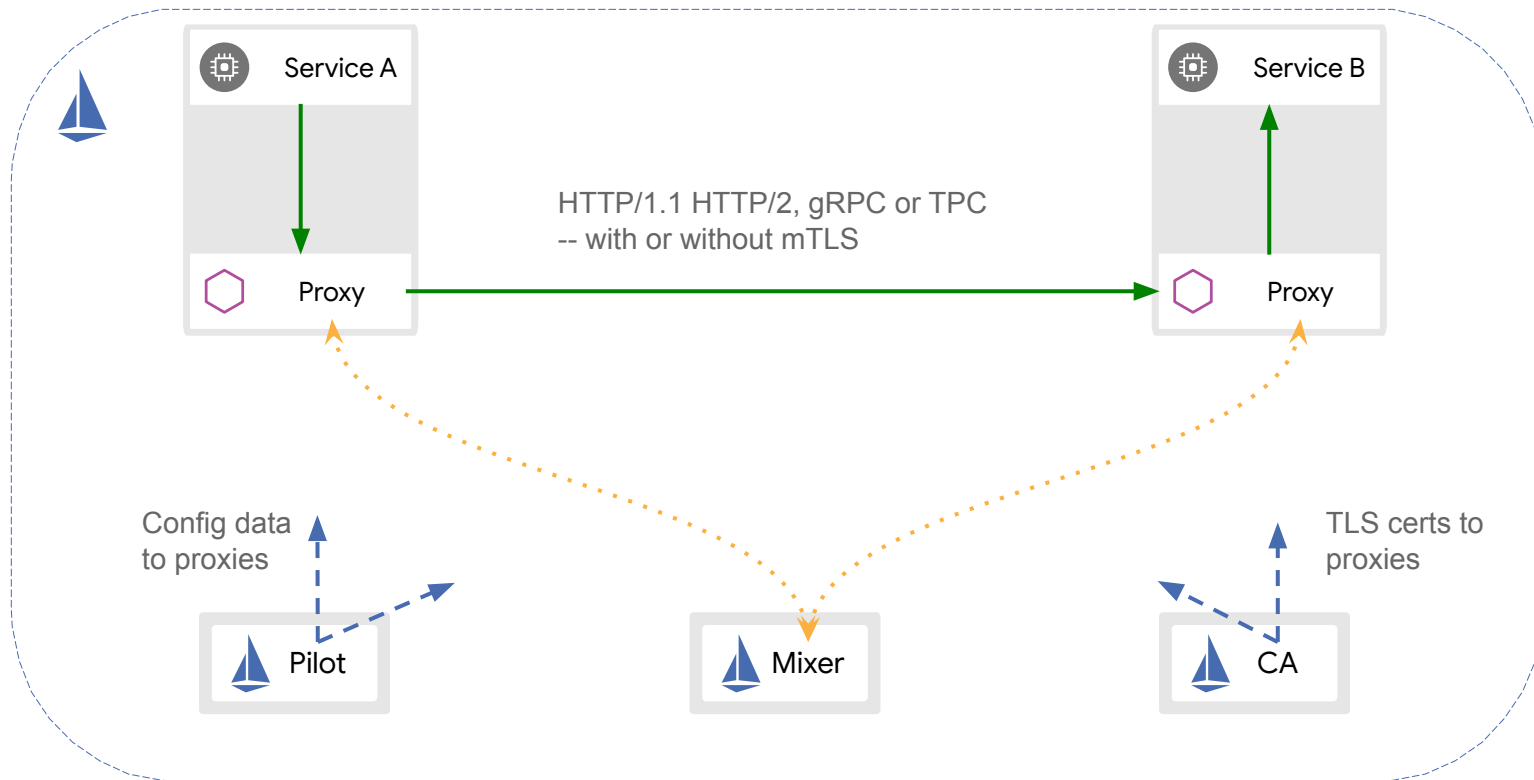 Service A
Service B
HTTP/1.1 HTTP/2, gRPC or TPC
-- with or without mTLS
Proxy
Proxy
Config data
to proxies
TLS certs to
proxies
Pilot
Mixer
CA